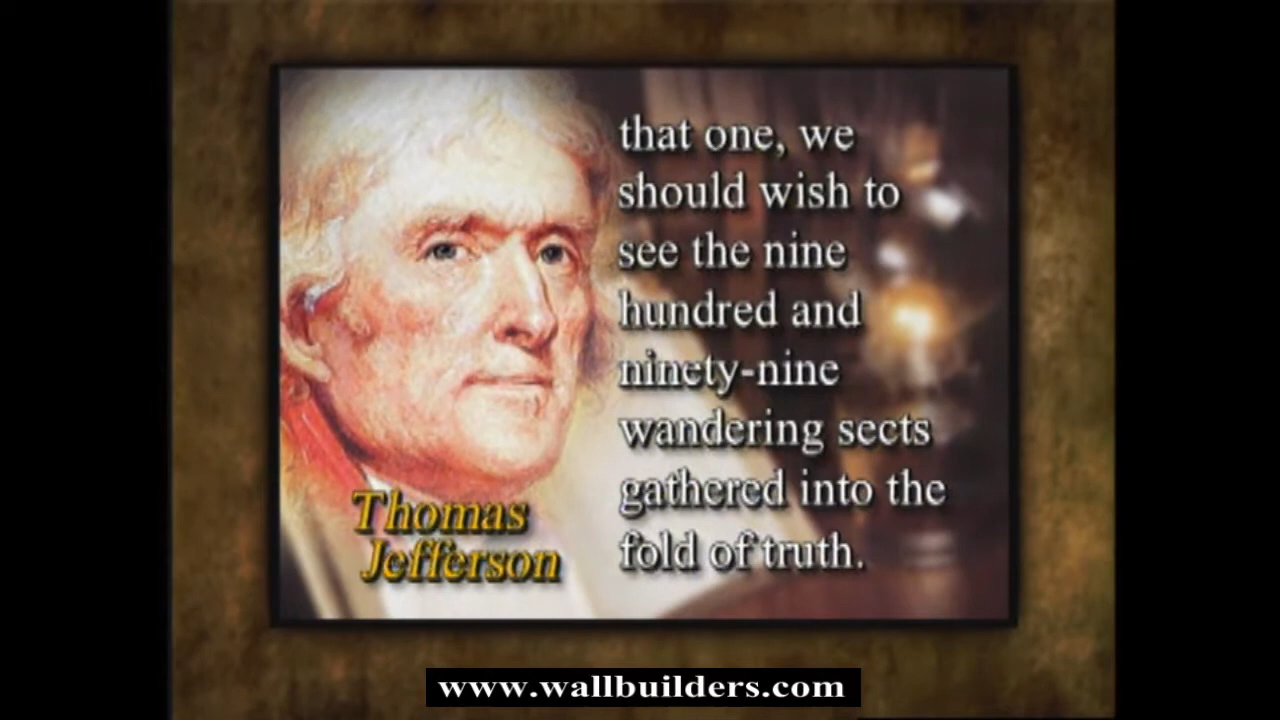 that one, we
should wish to
see the nine
hundred and
ninety-nine
wandering sects
gathered into the
fold of truth.
Thomas
Jefferson
www.wallbuilders.com